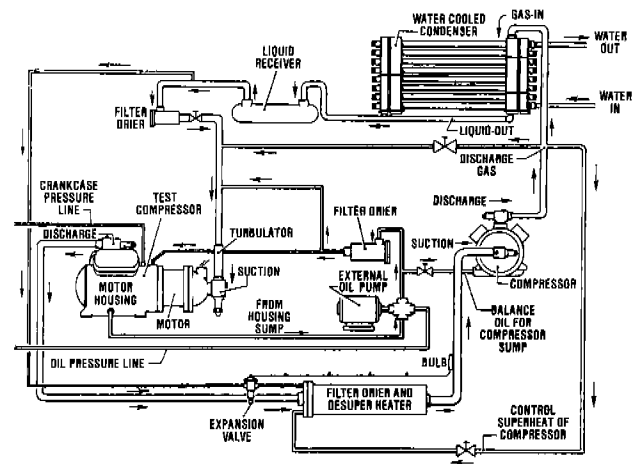 WATER COOLED
CONDENSER
GAS-IN
WATER
OUT
LIQUID
RECEIVER
FILTER
DRIER
WATER
IN
LIQUID-OUT
DISCHARGE
GAS
CRANKCASE
PRESSURE
LINE
TEST
COMPRESSOR
DISCHARGE
TURBULATOR
FILTER DRIER
DISCHARGE
SUCTION
MOTOR
HOUSING
MOTOR
SUCTION
EXTERNAL
OIL PUMP
COMPRESSOR
FROM
HOUSING
SUMP
BALANCE
OIL FOR
COMPRESSOR
SUMP
OIL PRESSURE LINE
BULB
FILTER DRIER AND
DESUPER HEATER
EXPANSION
VALVE
CONTROL
SUPERHEAT OF
COMPRESSOR